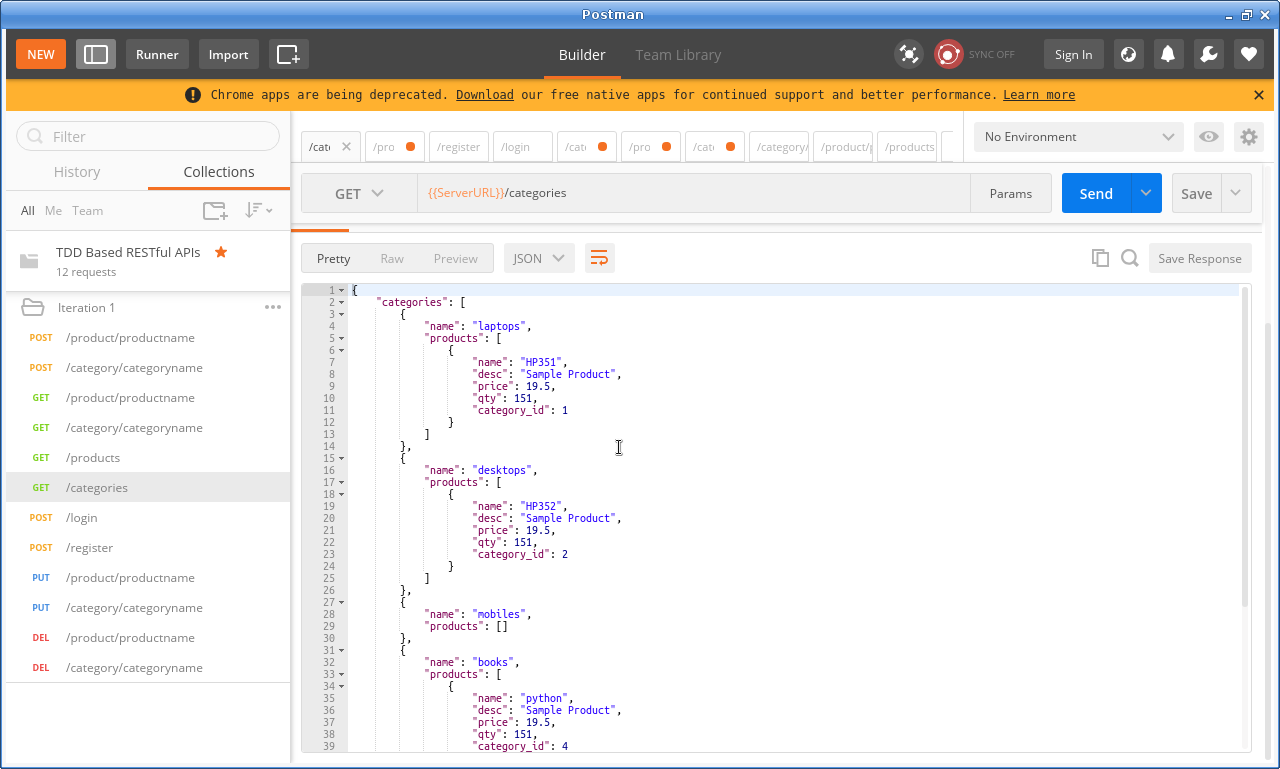 Postman
NEW Runner Import Builder Team Library SYNC OFF Sign In
Chrome apps are being deprecated. Download our free native apps for continued support and better performance. Learn more
Filter
History Collections
All Me Team
TDD Based RESTful APIs
12 requests
Iteration 1
POST /product/productname
POST /category/categoryname
GET /product/productname
GET /category/categoryname
GET /products
GET /categories
POST /login
POST /register
PUT /product/productname
PUT /category/categoryname
DEL /product/productname
DEL /category/categoryname
/cat /pro /register /login /cat /pro /cat /category/ /product/ /products
No Environment
GET {{ServerURL}}/categories Params Send Save
Pretty Raw Preview JSON Save Response
1 {
2 "categories": [
3 {
4 "name": "laptops",
5 "products": [
6 {
7 "name": "HP351",
8 "desc": "Sample Product",
9 "price": 19.5,
10 "qty": 151,
11 "category_id": 1
12 }
13 ]
14 },
15 {
16 "name": "desktops",
17 "products": [
18 {
19 "name": "HP352",
20 "desc": "Sample Product",
21 "price": 19.5,
22 "qty": 151,
23 "category_id": 2
24 }
25 ]
26 },
27 {
28 "name": "mobiles",
29 "products": []
30 },
31 {
32 "name": "books",
33 "products": [
34 {
35 "name": "python",
36 "desc": "Sample Product",
37 "price": 19.5,
38 "qty": 151,
39 "category_id": 4